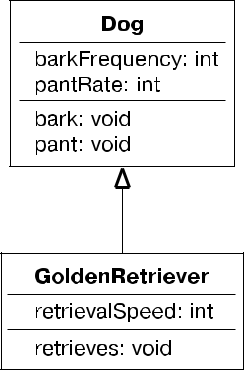 Dog
barkFrequency: int
pantRate: int
bark: void
pant: void
GoldenRetriever
retrievalSpeed: int
retrieves: void